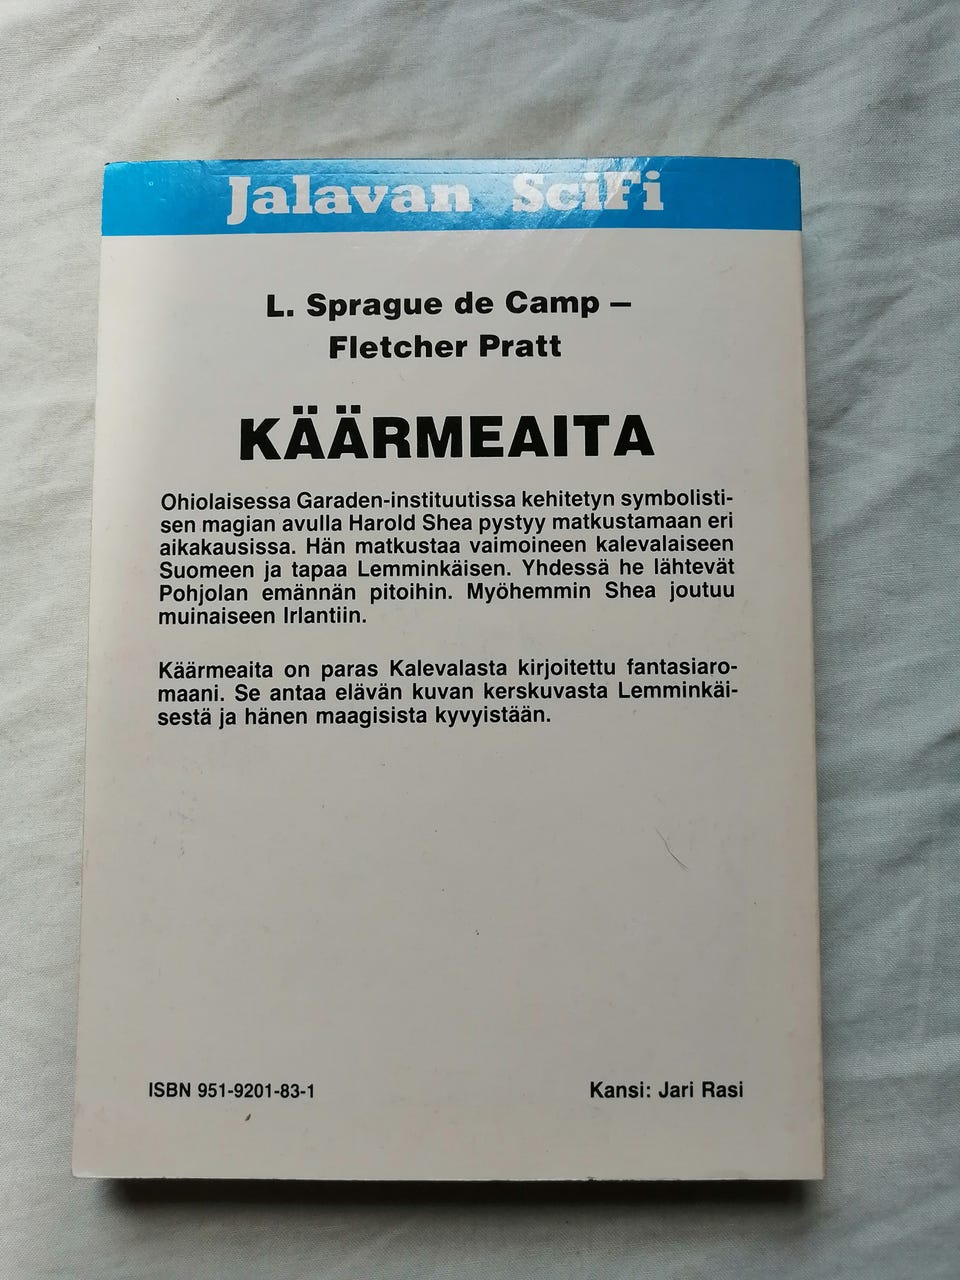 Jalavan SciFi
L. Sprague de Camp –
Fletcher Pratt
KÄÄRMEAITA
Ohiolaisessa Garaden-instituutissa kehitetyn symbolisti-
sen magian avulla Harold Shea pystyy matkustamaan eri
aikakausissa. Hän matkustaa vaimoineen kalevalaiseen
Suomeen ja tapaa Lemminkäisen. Yhdessä he lähtevät
Pohjolan emännän pitoihin. Myöhemmin Shea joutuu
muinaiseen Irlantiin.
Käärmeaita on paras Kalevalasta kirjoitettu fantasiaro-
maani. Se antaa elävän kuvan kerskuvasta Lemminkäi-
sestä ja hänen maagisista kyvyistään.
ISBN 951-9201-83-1
Kansi: Jari Rasi